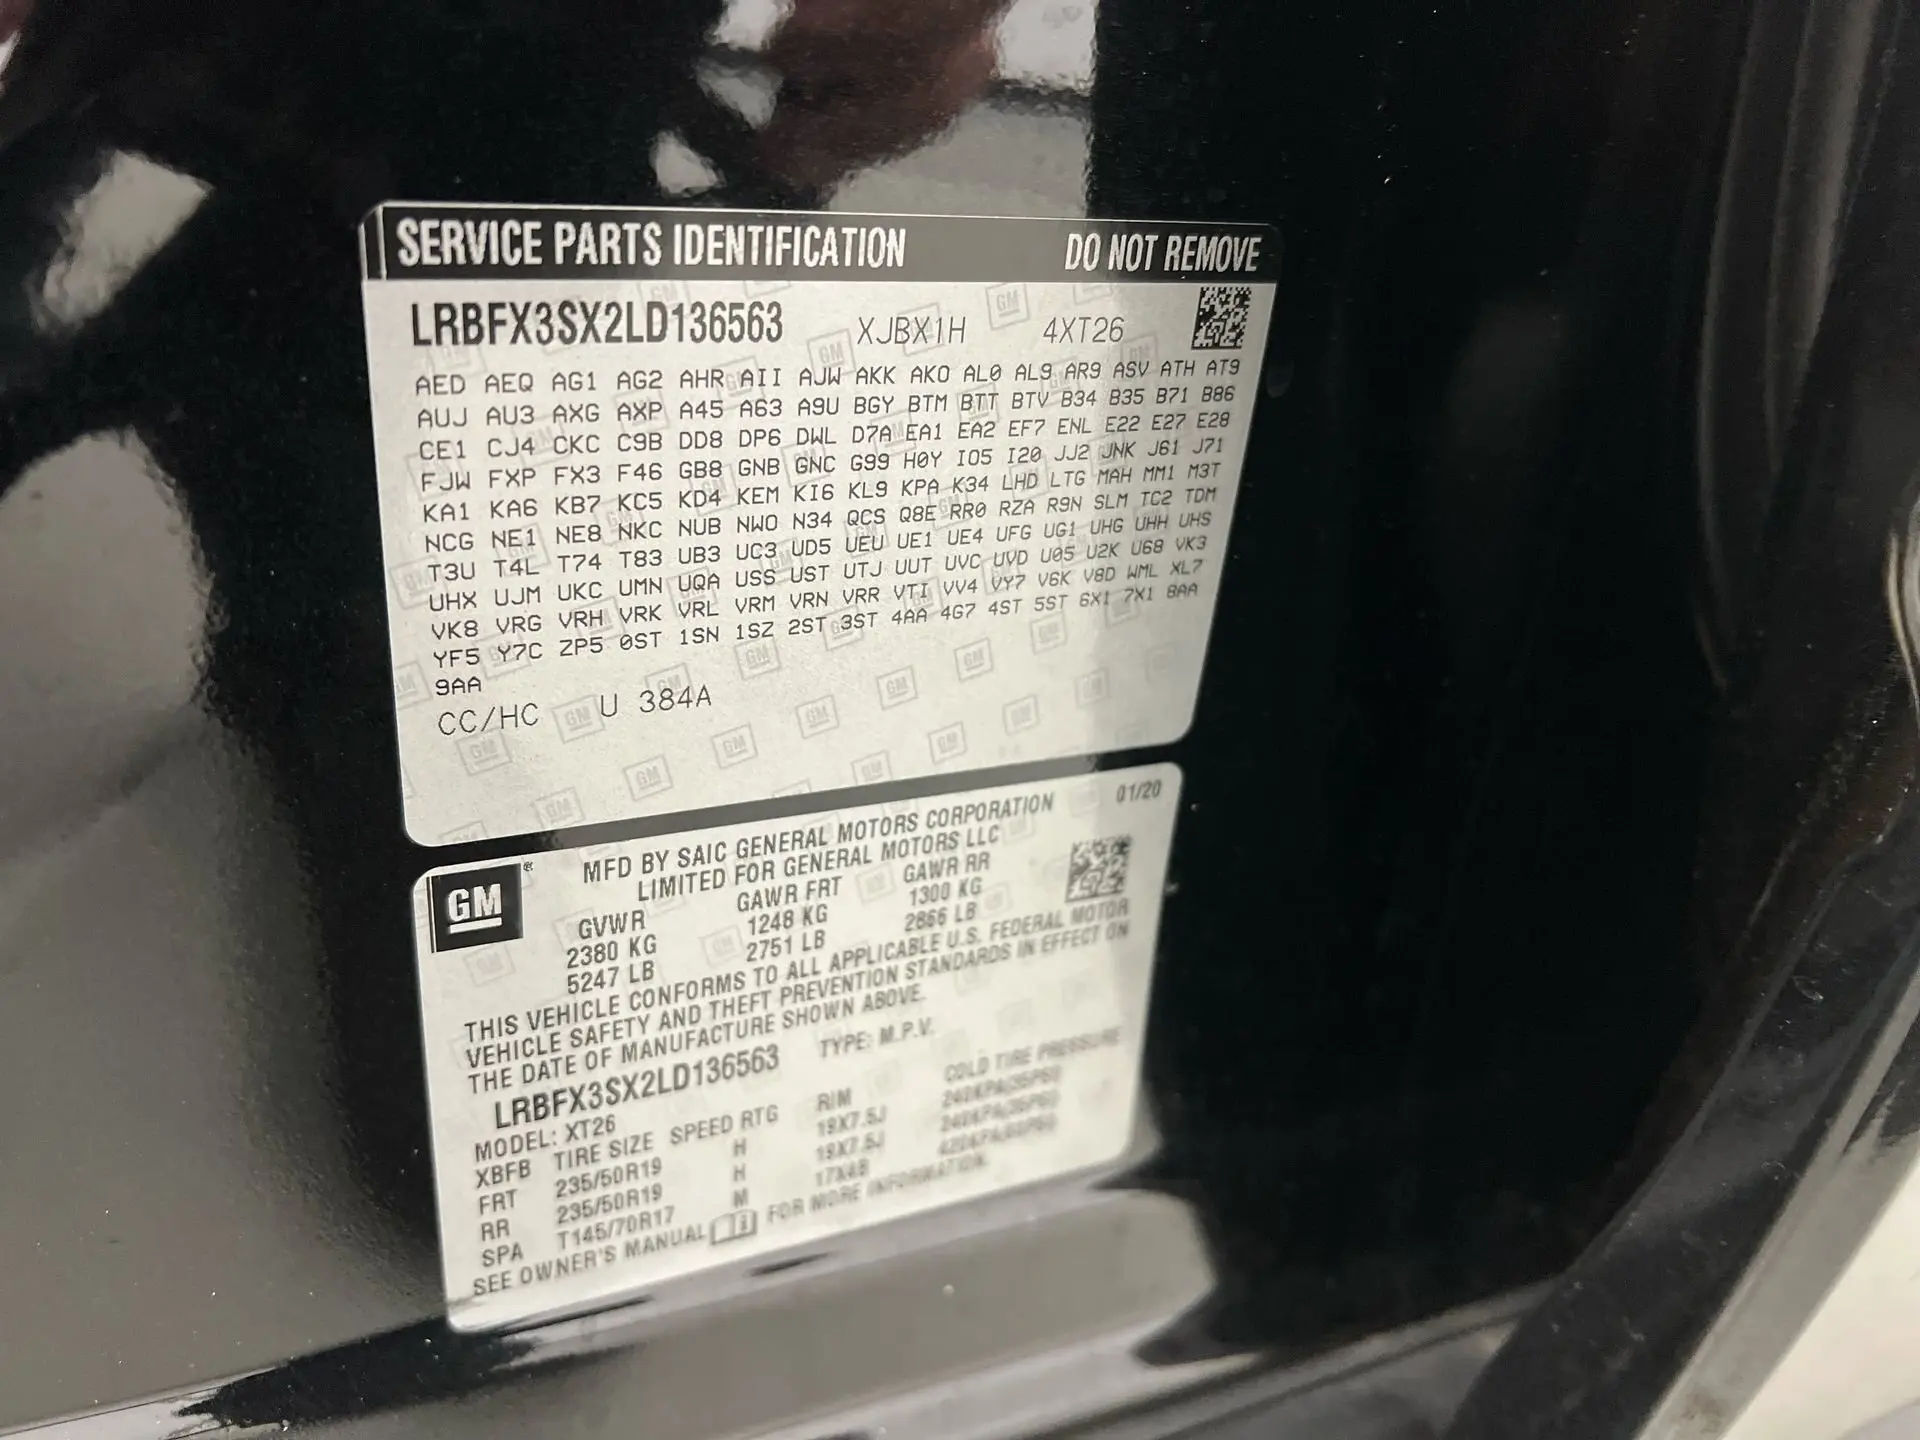 SERVICE PARTS IDENTIFICATION DO NOT REMOVE
LRBFX3SX2LD136563 XJBX1H 4XT26
AED AEQ AG1 AG2 AHR AII AJW AKK AKO AL0 AL9 AR9 ASV ATH AT9
AUJ AU3 AXG AXP A45 A63 A9U BGY BTM BTT BTV B34 B35 B71 B86
CE1 CJ4 CKC C9B DD8 DP6 DWL D7A EA1 EA2 EF7 ENL E22 E27 E28
FJW FXP FX3 F46 GB8 GNB GNC G99 H0Y IO5 I20 JJ2 JNK J61 J71
KA1 KA6 KB7 KC5 KD4 KEM KI6 KL9 KPA K34 LHD LTG MAH MM1 M3T
NCG NE1 NE8 NKC NUB NWO N34 QCS Q8E RR0 RZA R9N SLM TC2 TDM
T3U T4L T74 T83 UB3 UC3 UD5 UEU UE1 UE4 UFG UG1 UHG UHH UHS
UHX UJM UKC UMN UQA USS UST UTJ UUT UVC UVD U05 U2K U68 VK3
VK8 VRG VRH VRK VRL VRM VRN VRR VTI VV4 VY7 V6K V8D WML XL7
YF5 Y7C ZP5 0ST 1SN 1SZ 2ST 3ST 4AA 4G7 4ST 5ST 6X1 7X1 8AA
9AA
CC/HC U 384A
01/20
GM®
MFD BY SAIC GENERAL MOTORS CORPORATION
LIMITED FOR GENERAL MOTORS LLC
GVWR GAWR FRT GAWR RR
2380 KG 1248 KG 1300 KG
5247 LB 2751 LB 2866 LB
THIS VEHICLE CONFORMS TO ALL APPLICABLE U.S. FEDERAL MOTOR
VEHICLE SAFETY AND THEFT PREVENTION STANDARDS IN EFFECT ON
THE DATE OF MANUFACTURE SHOWN ABOVE.
LRBFX3SX2LD136563 TYPE: M.P.V.
MODEL: XT26
XBFB TIRE SIZE SPEED RTG RIM COLD TIRE PRESSURE
FRT 235/50R19 H 19X7.5J
RR 235/50R19 H 19X7.5J
SPA T145/70R17 M 17X4B
SEE OWNER'S MANUAL FOR MORE INFORMATION.